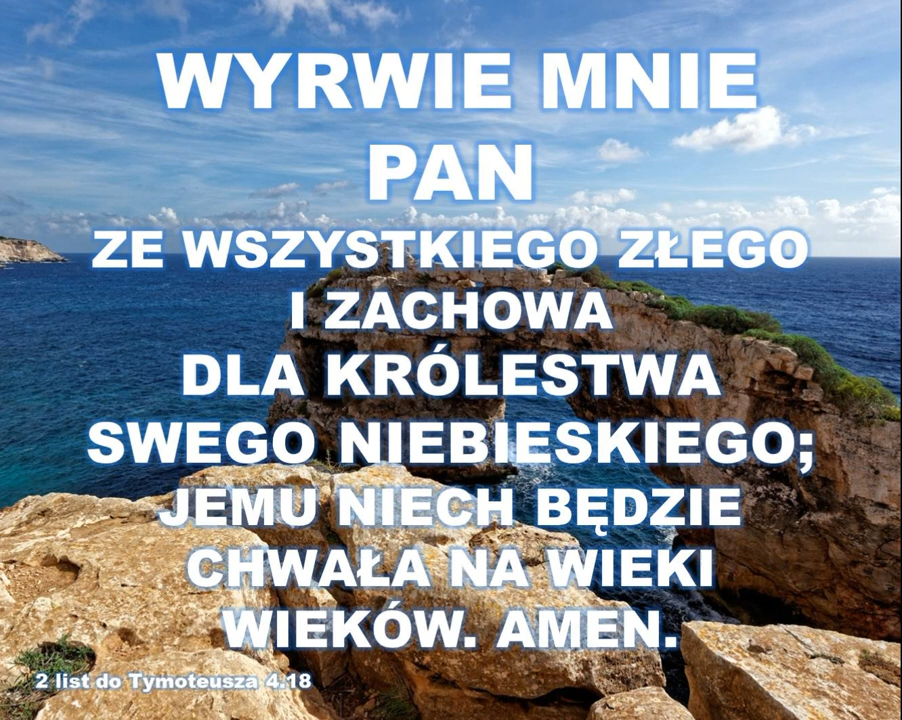 WYRWIE MNIE
PAN
ZE WSZYSTKIEGO ZŁEGO
I ZACHOWA
DLA KRÓLESTWA
SWEGO NIEBIESKIEGO;
JEMU NIECH BĘDZIE
CHWAŁA NA WIEKI
WIEKÓW. AMEN.
2 list do Tymoteusza 4.18